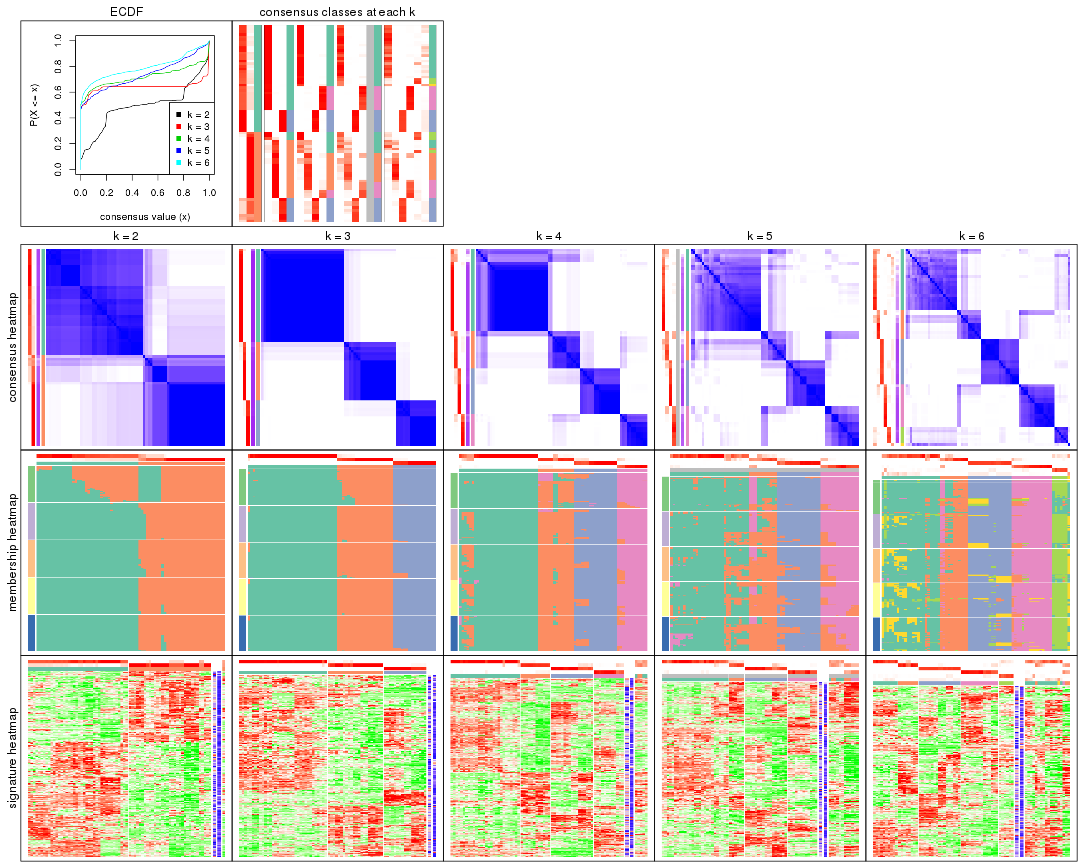 ECDF
consensus classes at each k
P(X <= x)
0.0 0.2 0.4 0.6 0.8 1.0
k = 2
k = 3
k = 4
k = 5
k = 6
0.0 0.2 0.4 0.6 0.8 1.0
consensus value (x)
k = 2 k = 3 k = 4 k = 5 k = 6
consensus heatmap
membership heatmap
signature heatmap